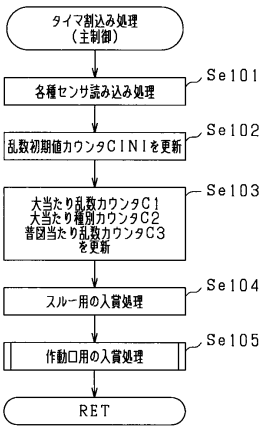 タイマ割込み処理
(主制御)
Se101
各種センサ読み込み処理
Se102
乱数初期値カウンタCINIを更新
Se103
大当たり乱数カウンタC1
大当たり種別カウンタC2
普図当たり乱数カウンタC3
を更新
Se104
スルー用の入賞処理
Se105
作動口用の入賞処理
RET